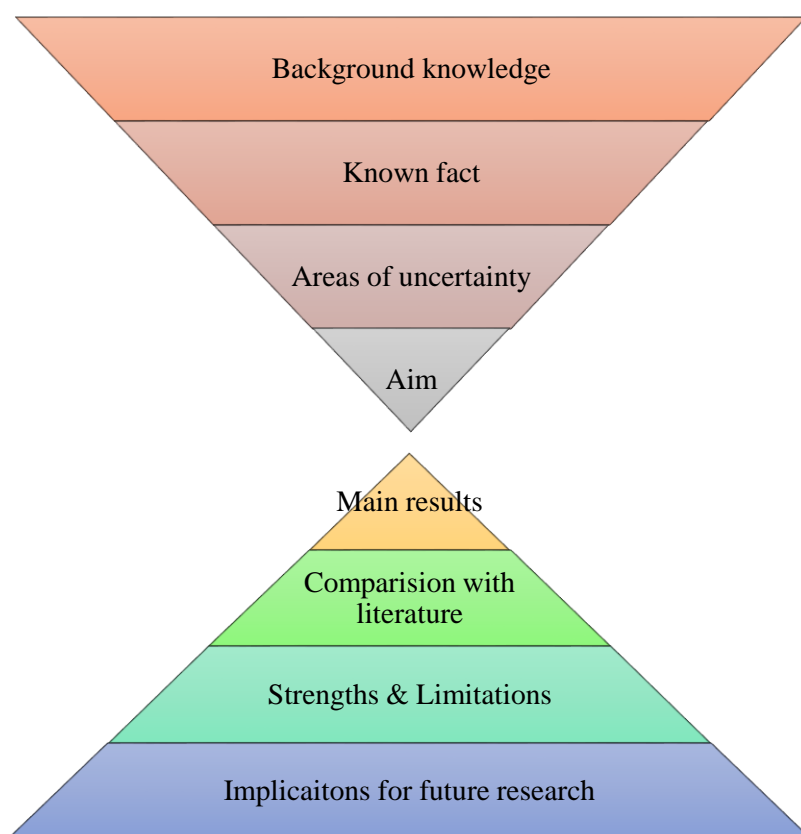 Background knowledge
Known fact
Areas of uncertainty
Aim
Main results
Comparision with
literature
Strengths & Limitations
Implicaitons for future research